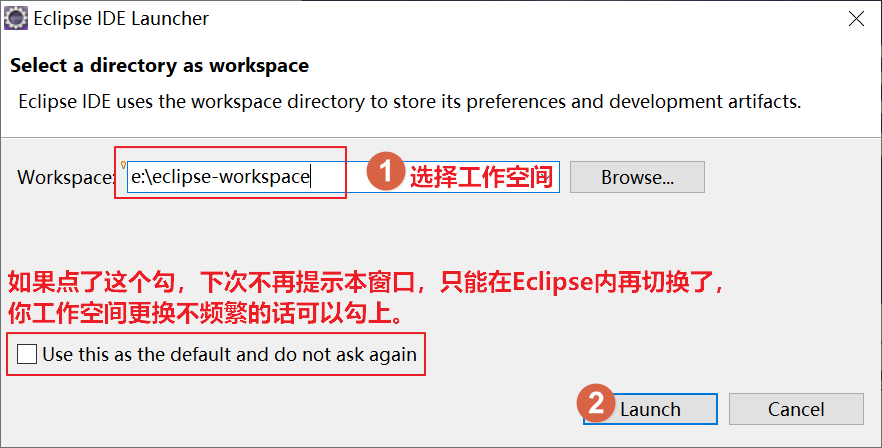 Eclipse IDE Launcher
Select a directory as workspace
Eclipse IDE uses the workspace directory to store its preferences and development artifacts.
Workspace: e:\eclipse-workspace 1 选择工作空间 Browse...
如果点了这个勾，下次不再提示本窗口，只能在Eclipse内再切换了，
你工作空间更换不频繁的话可以勾上。
Use this as the default and do not ask again
2 Launch Cancel